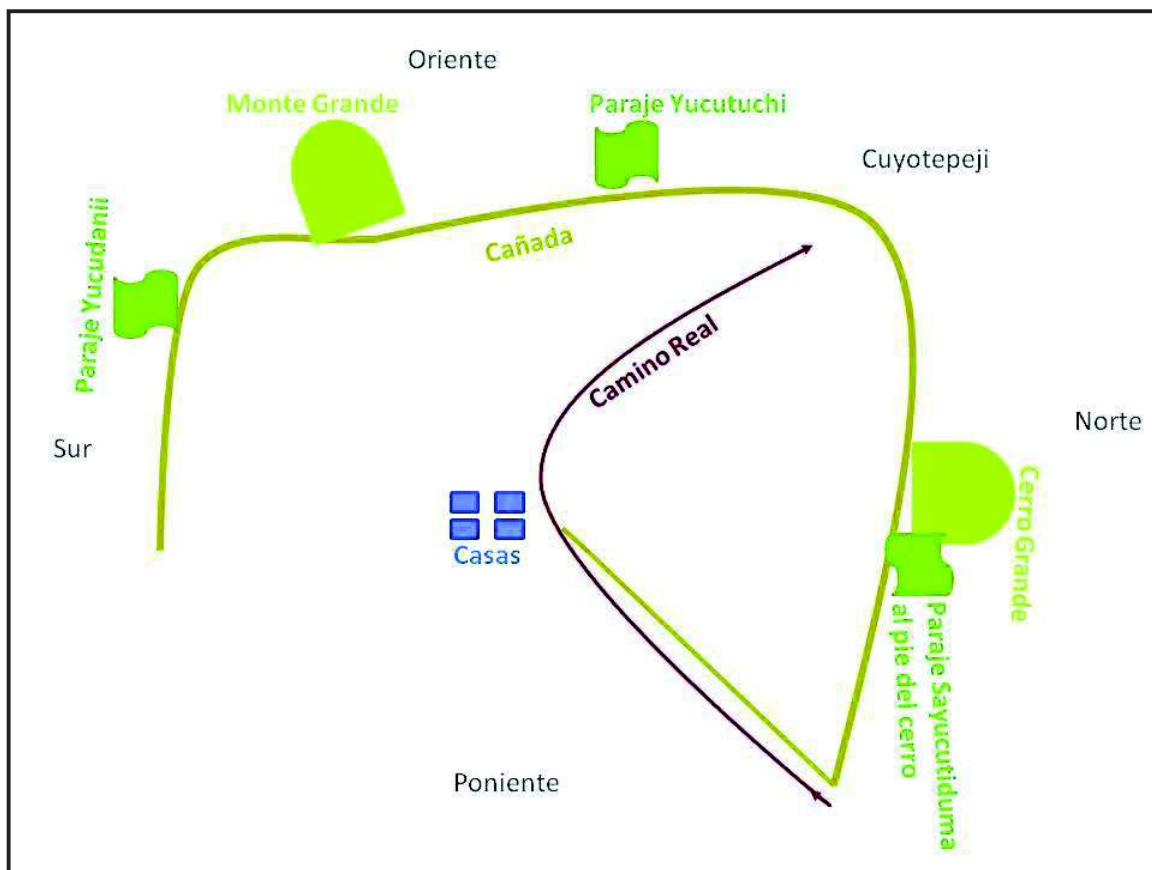 Oriente
Monte Grande
Paraje Yucutuchi
Cuyotepeji
Cañada
Paraje Yucudanii
Camino Real
Sur
Norte
Casas
Cerro Grande
Paraje Sayucutiduma
al pie del cerro
Poniente